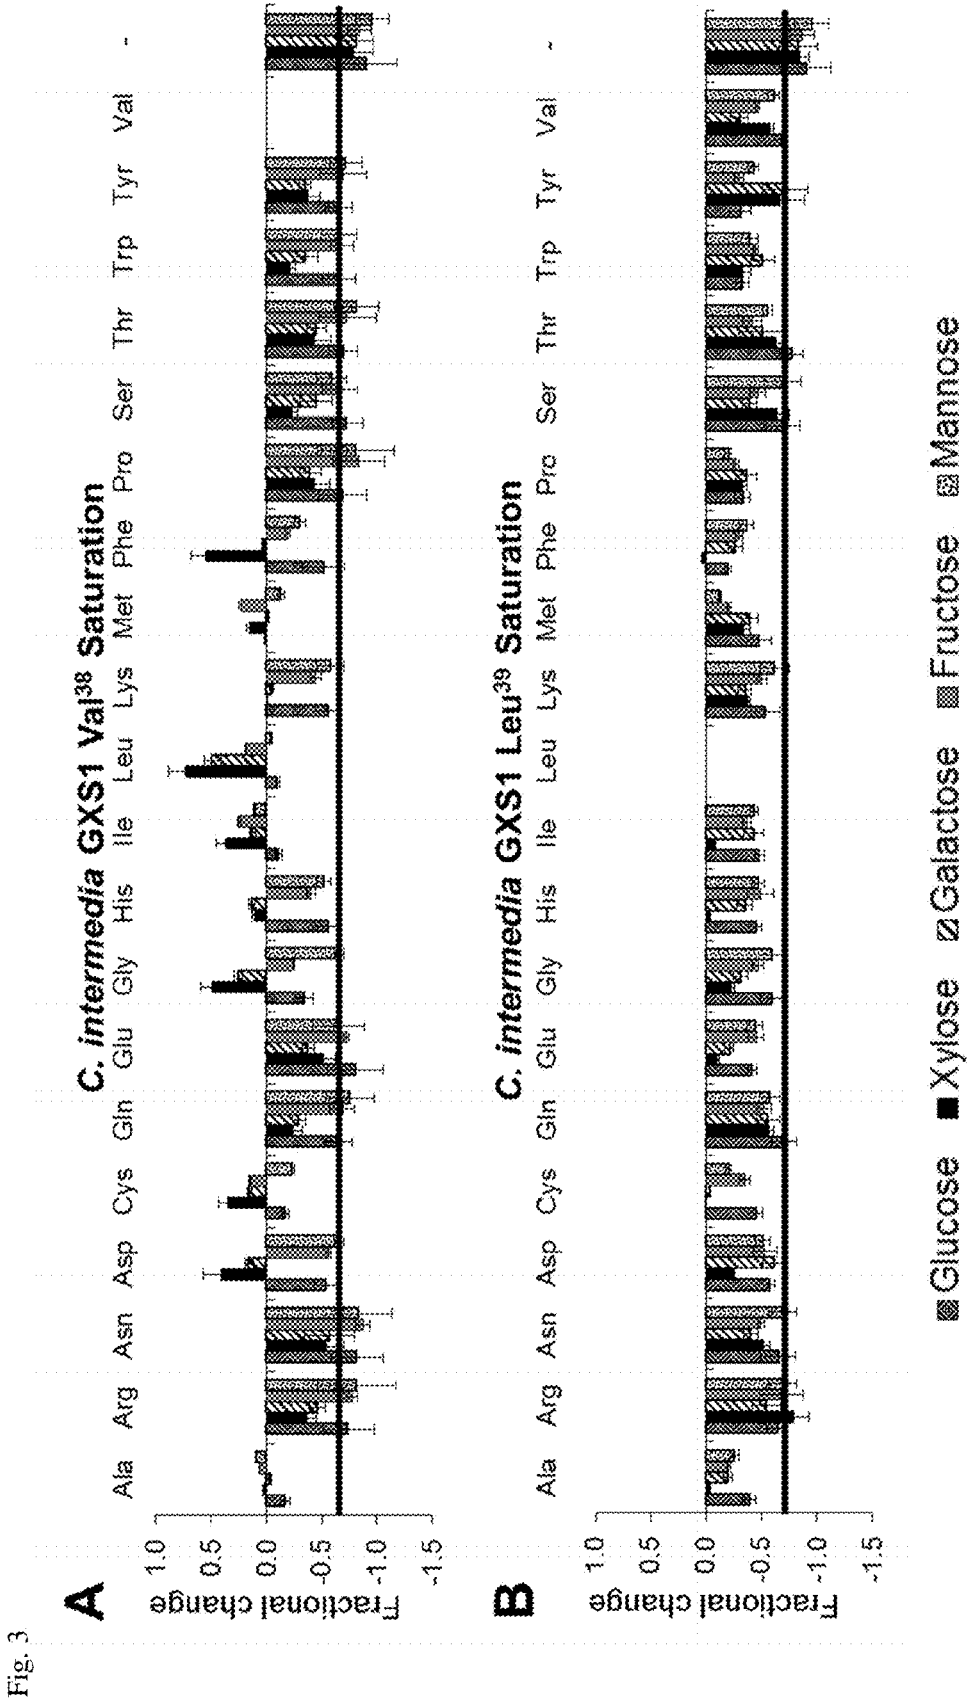 Fig. 3
A
C. intermedia GXS1 Val38 Saturation
Ala Arg Asn Asp Cys Gln Glu Gly His Ile Leu Lys Met Phe Pro Ser Thr Trp Tyr Val -
1.0
0.5
0.0
-0.5
-1.0
-1.5
Fractional change
B
C. intermedia GXS1 Leu39 Saturation
Ala Arg Asn Asp Cys Gln Glu Gly His Ile Leu Lys Met Phe Pro Ser Thr Trp Tyr Val ~
1.0
0.5
0.0
-0.5
-1.0
-1.5
Fractional change
Glucose Xylose Galactose Fructose Mannose